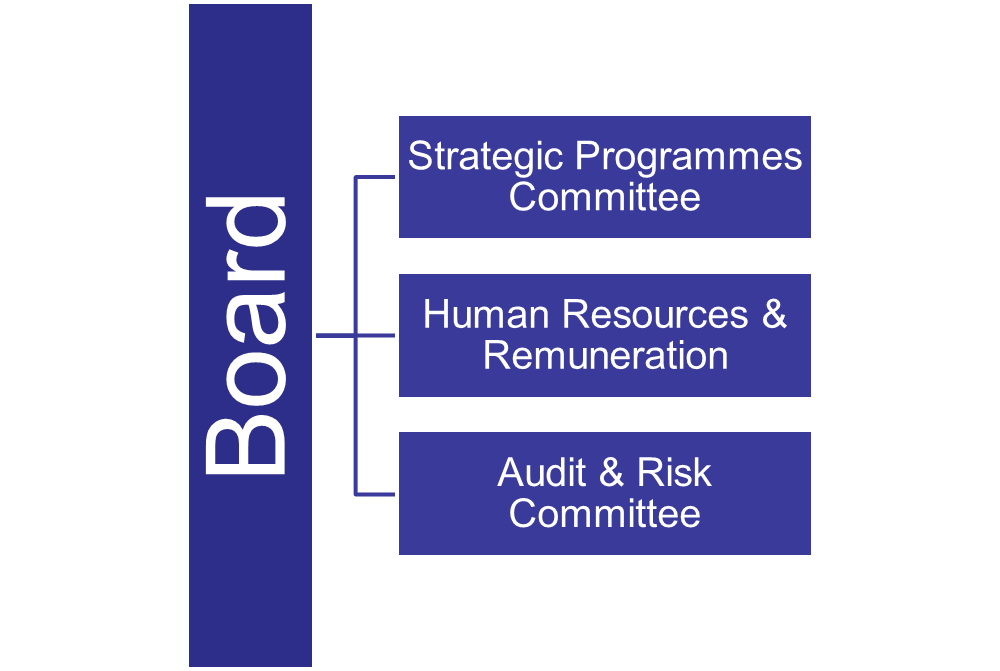 Board
Strategic Programmes
Committee
Human Resources &
Remuneration
Audit & Risk
Committee